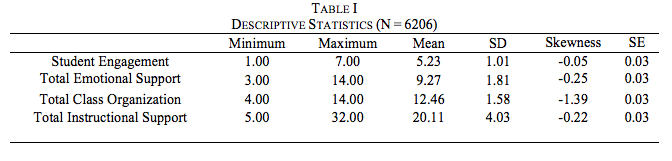 TABLE I
DESCRIPTIVE STATISTICS (N = 6206)
Minimum Maximum Mean SD Skewness SE
Student Engagement 1.00 7.00 5.23 1.01 -0.05 0.03
Total Emotional Support 3.00 14.00 9.27 1.81 -0.25 0.03
Total Class Organization 4.00 14.00 12.46 1.58 -1.39 0.03
Total Instructional Support 5.00 32.00 20.11 4.03 -0.22 0.03